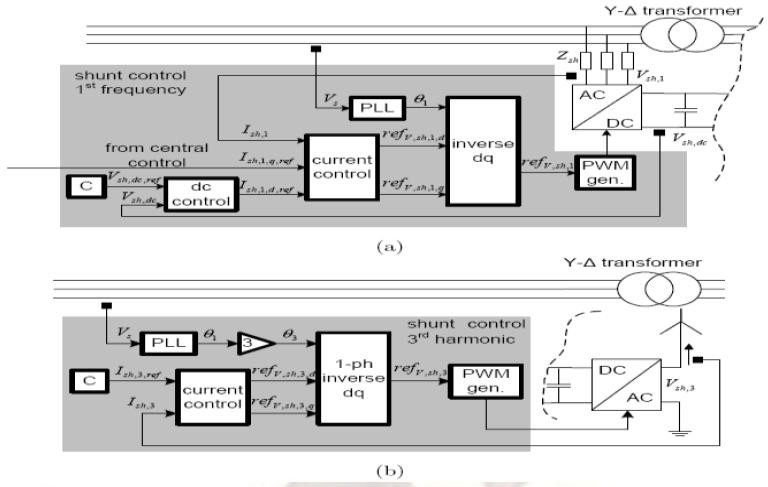 Y-Δ transformer
Z_sh
V_sh,1
AC
DC
V_sh,dc
shunt control
1st frequency
V_s
PLL
θ_1
I_sh,1
ref_V,sh,1,d
inverse
dq
from central
control
I_sh,1,q,ref
current
control
ref_V,sh,1
PWM
gen.
C
V_sh,dc,ref
V_sh,dc
dc
control
I_sh,1,d,ref
ref_V,sh,1,q
(a)
Y-Δ transformer
shunt control
3rd harmonic
V_s
PLL
θ_1
3
θ_3
1-ph
inverse
dq
C
I_sh,3,ref
I_sh,3
current
control
ref_V,sh,3,d
ref_V,sh,3,q
ref_V,sh,3
PWM
gen.
DC
AC
V_sh,3
(b)